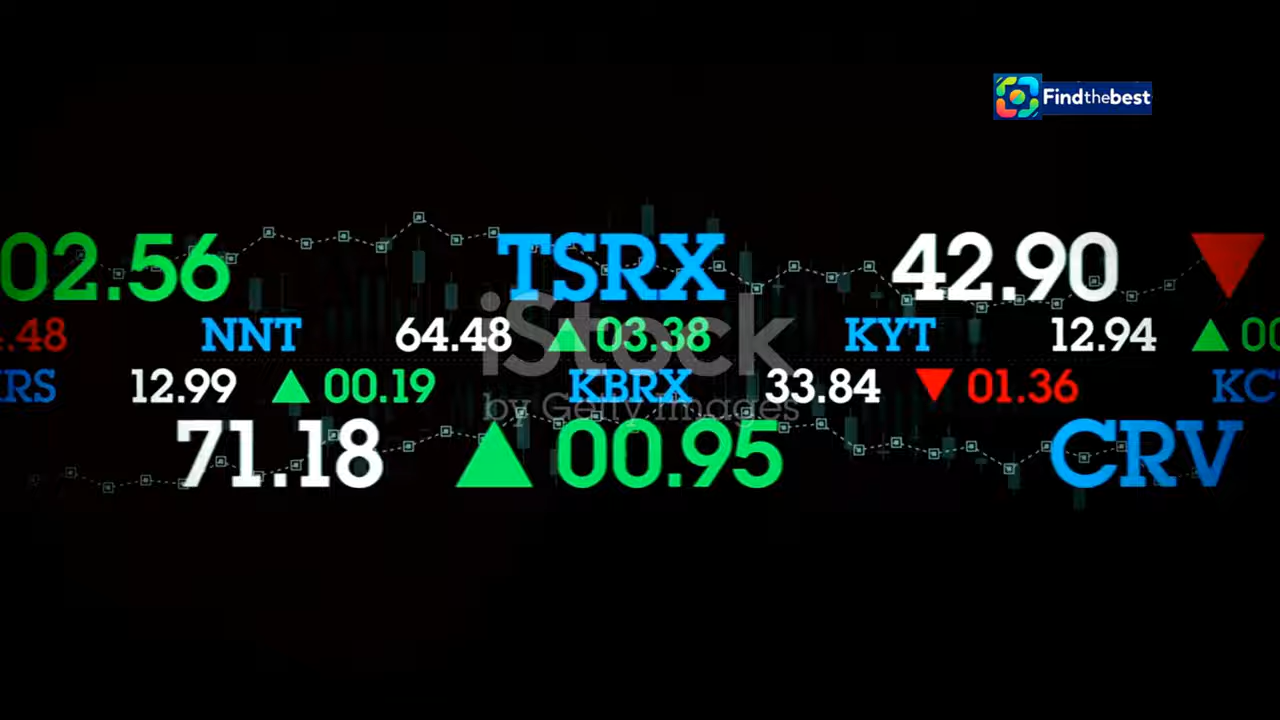 Findthebest
02.56 TSRX 42.90 ▼
.48 NNT 64.48 ▲ 03.38 KYT 12.94 ▲ 00
RS 12.99 ▲ 00.19 KBRX 33.84 ▼ 01.36 KC
71.18 ▲ 00.95 CRV
iStock
by Getty Images